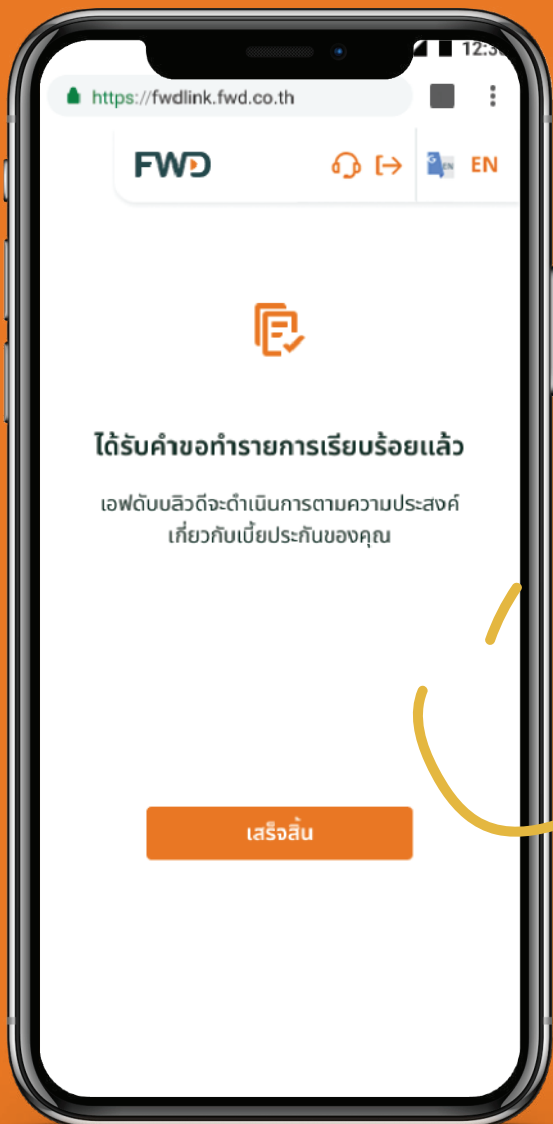 https://fwdlink.fwd.co.th
FWD
EN
ได้รับคำขอทำรายการเรียบร้อยแล้ว
เอฟดับบลิวดีจะดำเนินการตามความประสงค์
เกี่ยวกับเบี้ยประกันของคุณ
เสร็จสิ้น